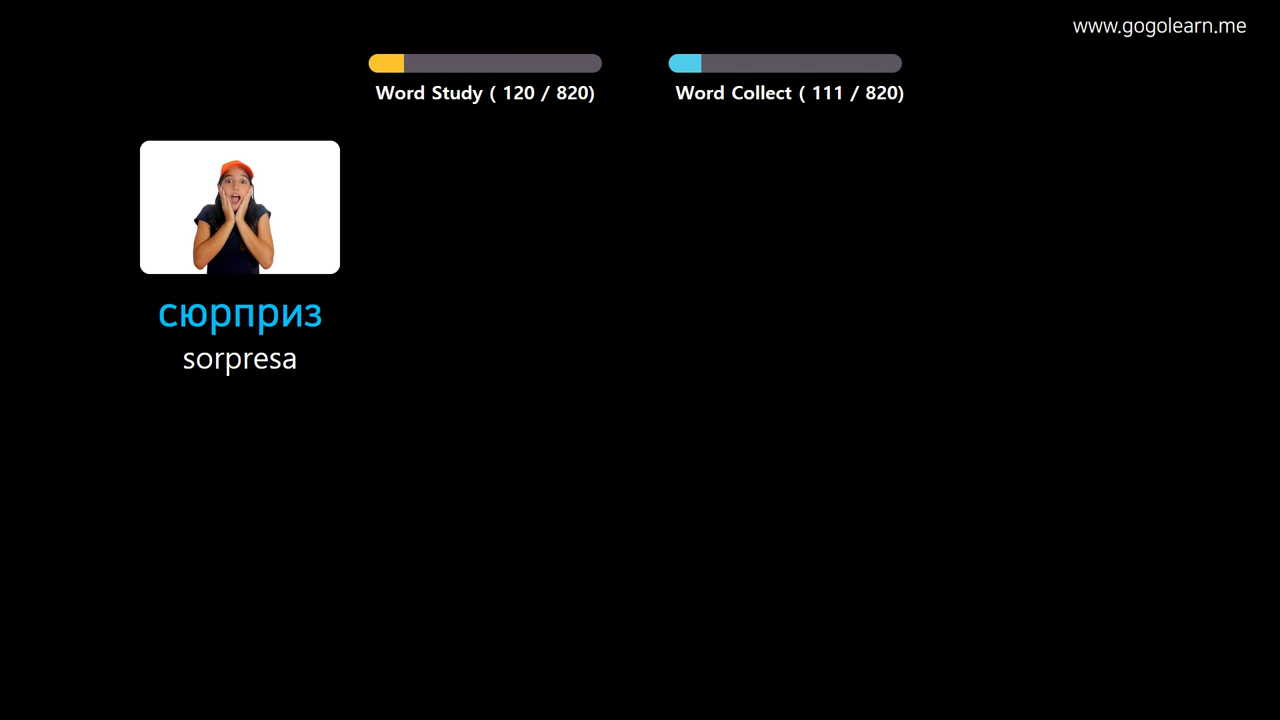 www.gogolearn.me
Word Study ( 120 / 820)
Word Collect ( 111 / 820)
сюрприз
sorpresa